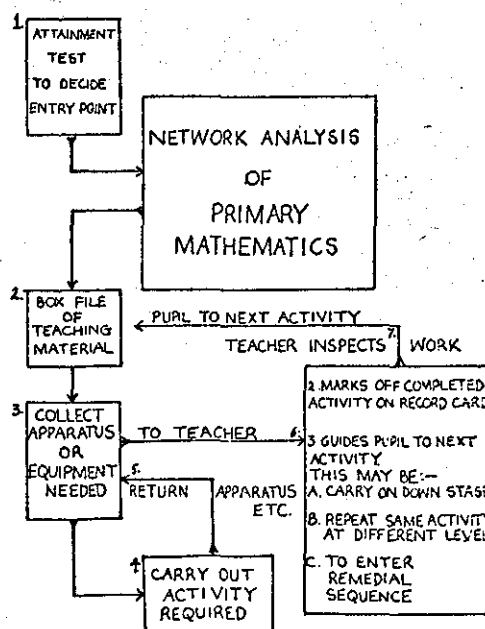 1.
ATTAINMENT
TEST
TO DECIDE
ENTRY POINT
NETWORK ANALYSIS
OF
PRIMARY
MATHEMATICS
2.
BOX FILE
OF
TEACHING
MATERIAL
PUPIL TO NEXT ACTIVITY
7.
TEACHER INSPECTS WORK
2. MARKS OFF COMPLETED
ACTIVITY ON RECORD CARD
3 GUIDES PUPIL TO NEXT
ACTIVITY
THIS MAY BE:-
A. CARRY ON DOWN STAGE
B. REPEAT SAME ACTIVITY
AT DIFFERENT LEVEL
C. TO ENTER
REMEDIAL
SEQUENCE
3.
COLLECT
APPARATUS
OR
EQUIPMENT
NEEDED
TO TEACHER
6.
5.
RETURN APPARATUS
ETC.
4.
CARRY OUT
ACTIVITY
REQUIRED